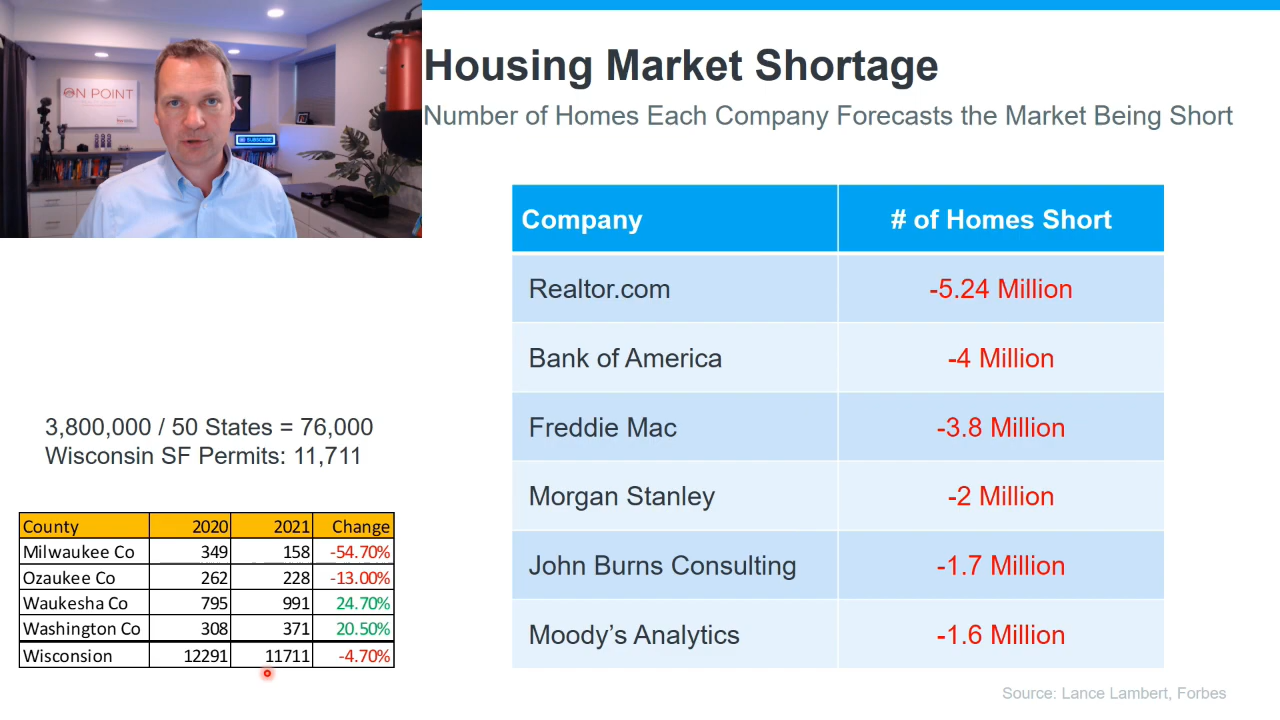 ON POINT
SUBSCRIBE
Housing Market Shortage
Number of Homes Each Company Forecasts the Market Being Short
Company # of Homes Short
Realtor.com -5.24 Million
Bank of America -4 Million
Freddie Mac -3.8 Million
Morgan Stanley -2 Million
John Burns Consulting -1.7 Million
Moody’s Analytics -1.6 Million
3,800,000 / 50 States = 76,000
Wisconsin SF Permits: 11,711
County 2020 2021 Change
Milwaukee Co 349 158 -54.70%
Ozaukee Co 262 228 -13.00%
Waukesha Co 795 991 24.70%
Washington Co 308 371 20.50%
Wisconsion 12291 11711 -4.70%
Source: Lance Lambert, Forbes